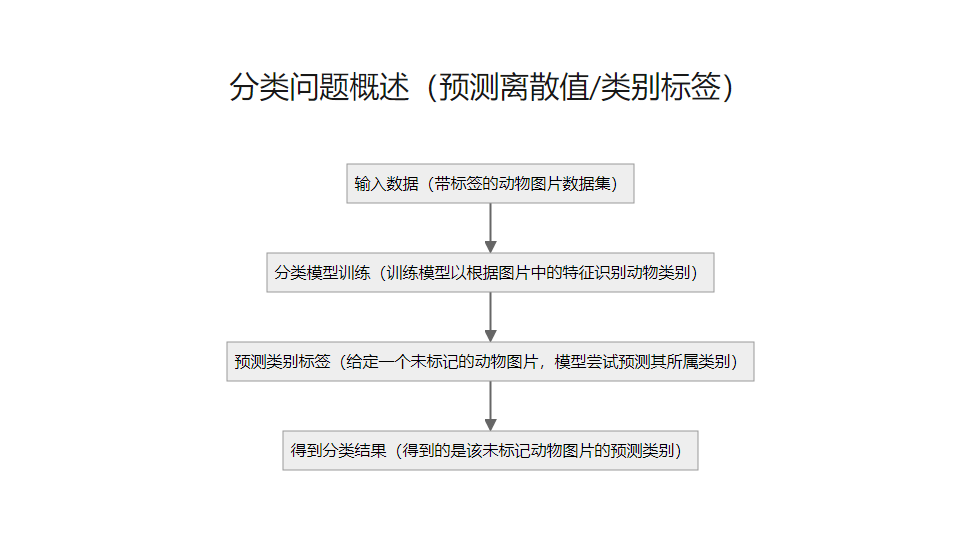 分类问题概述（预测离散值/类别标签）
输入数据（带标签的动物图片数据集）
分类模型训练（训练模型以根据图片中的特征识别动物类别）
预测类别标签（给定一个未标记的动物图片，模型尝试预测其所属类别）
得到分类结果（得到的是该未标记动物图片的预测类别）